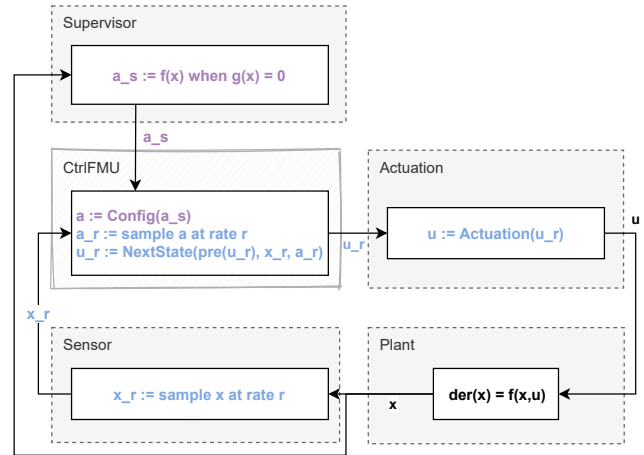 Supervisor
a_s := f(x) when g(x) = 0
a_s
CtrlFMU
a := Config(a_s)
a_r := sample a at rate r
u_r := NextState(pre(u_r), x_r, a_r)
u_r
Actuation
u := Actuation(u_r)
u
x_r
Sensor
x_r := sample x at rate r
x
Plant
der(x) = f(x,u)